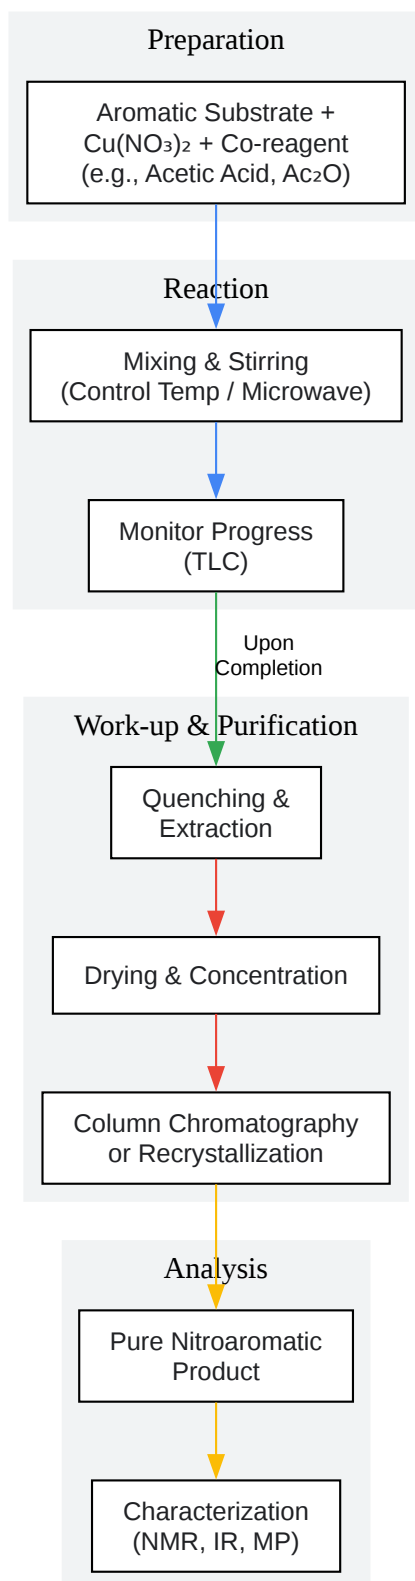 Preparation
Aromatic Substrate +
Cu(NO₃)₂ + Co-reagent
(e.g., Acetic Acid, Ac₂O)
Reaction
Mixing & Stirring
(Control Temp / Microwave)
Monitor Progress
(TLC)
Upon
Completion
Work-up & Purification
Quenching &
Extraction
Drying & Concentration
Column Chromatography
or Recrystallization
Analysis
Pure Nitroaromatic
Product
Characterization
(NMR, IR, MP)